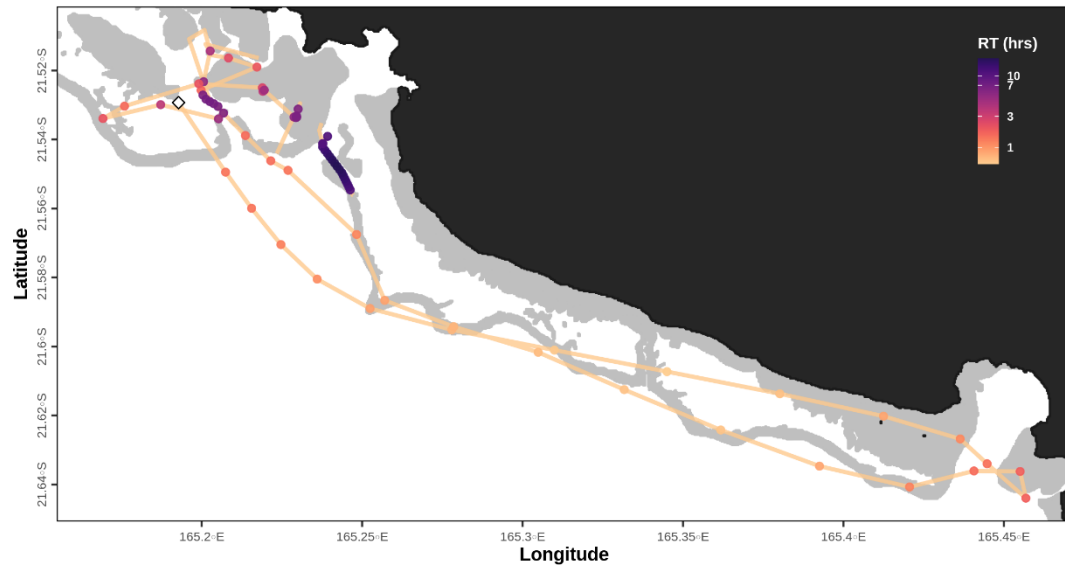 RT (hrs)
10
7
3
1
21.52◦S
21.54◦S
21.56◦S
21.58◦S
21.6◦S
21.62◦S
21.64◦S
Latitude
165.2◦E
165.25◦E
165.3◦E
165.35◦E
165.4◦E
165.45◦E
Longitude